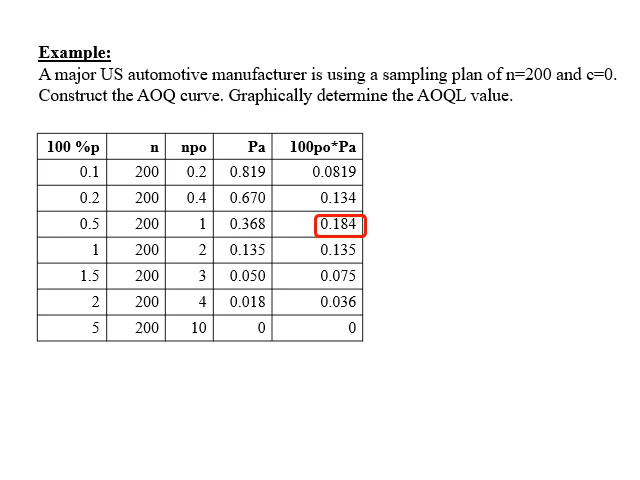 Example:
A major US automotive manufacturer is using a sampling plan of n=200 and c=0.
Construct the AOQ curve. Graphically determine the AOQL value.
100 %p n npo Pa 100po*Pa
0.1 200 0.2 0.819 0.0819
0.2 200 0.4 0.670 0.134
0.5 200 1 0.368 0.184
1 200 2 0.135 0.135
1.5 200 3 0.050 0.075
2 200 4 0.018 0.036
5 200 10 0 0